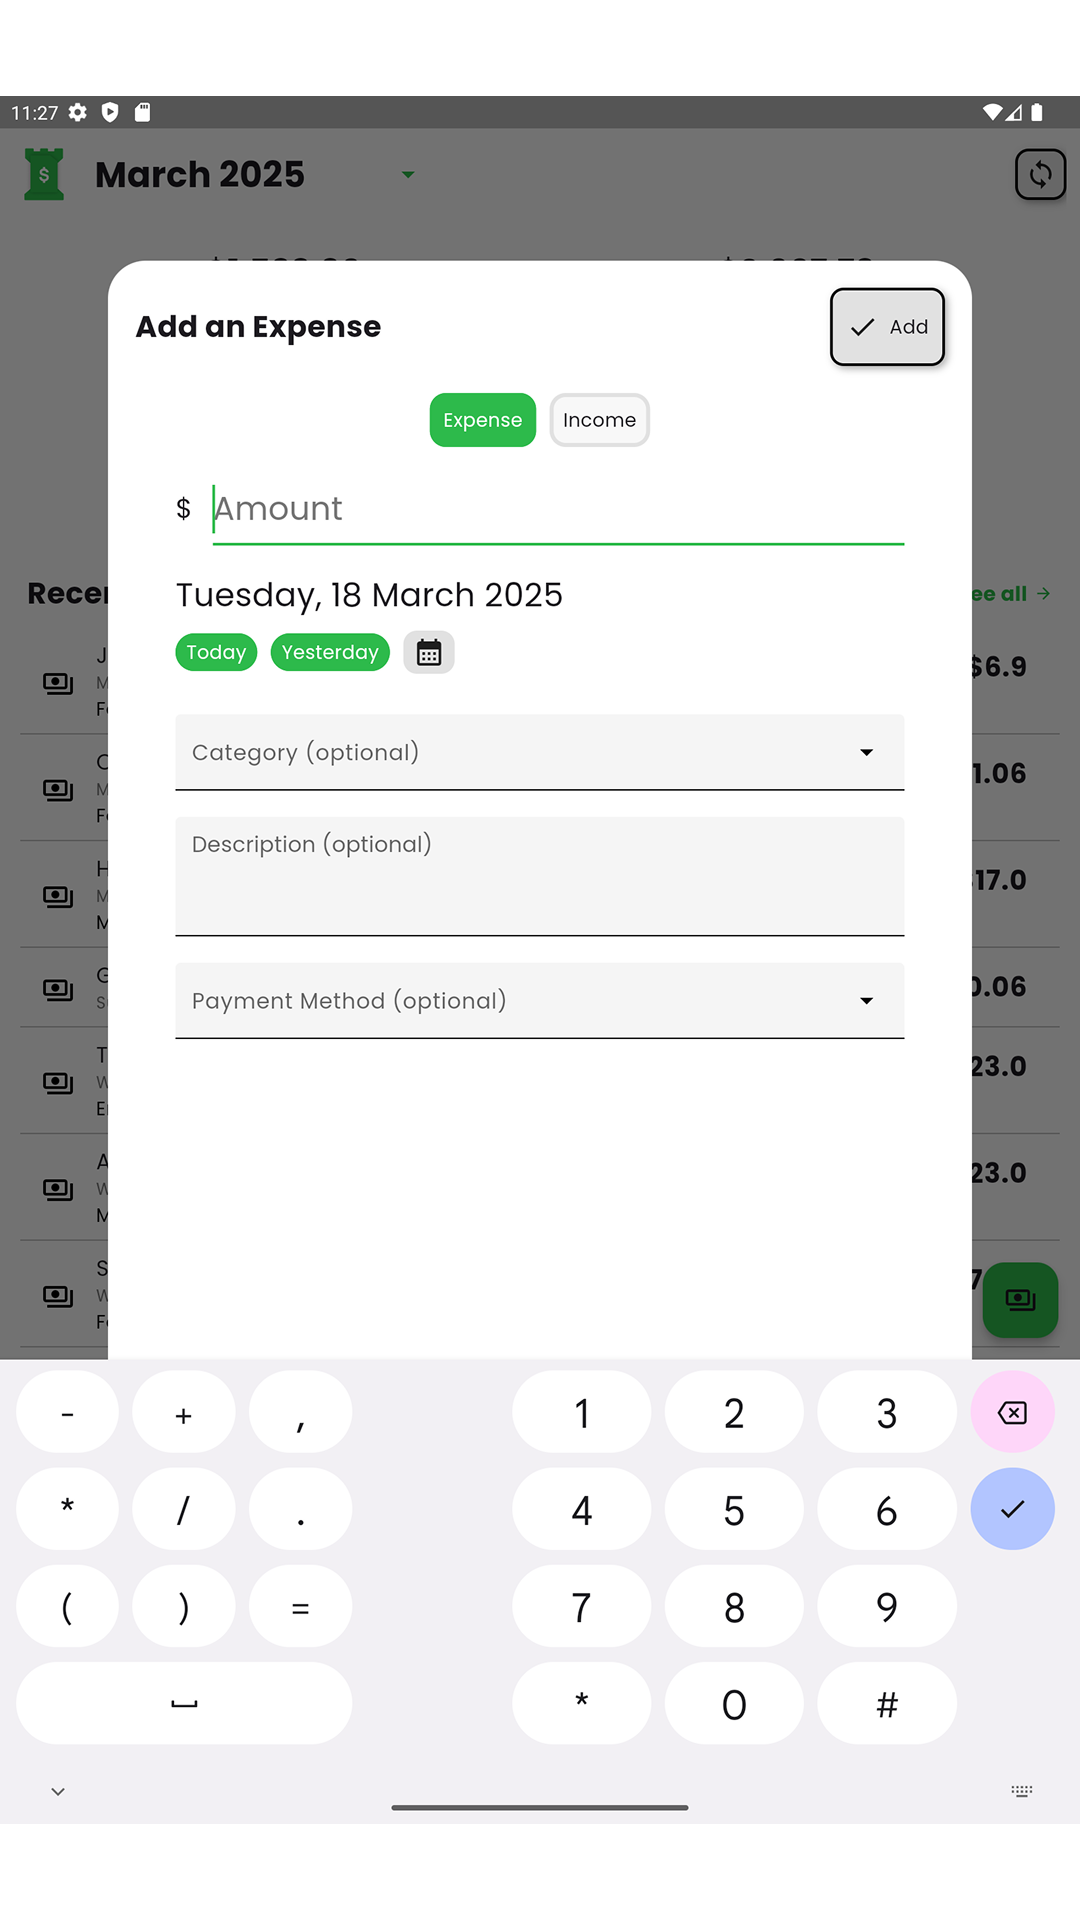 11:27
$ March 2025
Add an Expense
Add
Expense
Income
$ Amount
Tuesday, 18 March 2025
Today
Yesterday
ee all
$6.9
1.06
17.0
0.06
23.0
23.0
Category (optional)
Description (optional)
Payment Method (optional)
- + , 1 2 3
* / . 4 5 6
( ) = 7 8 9
* 0 #